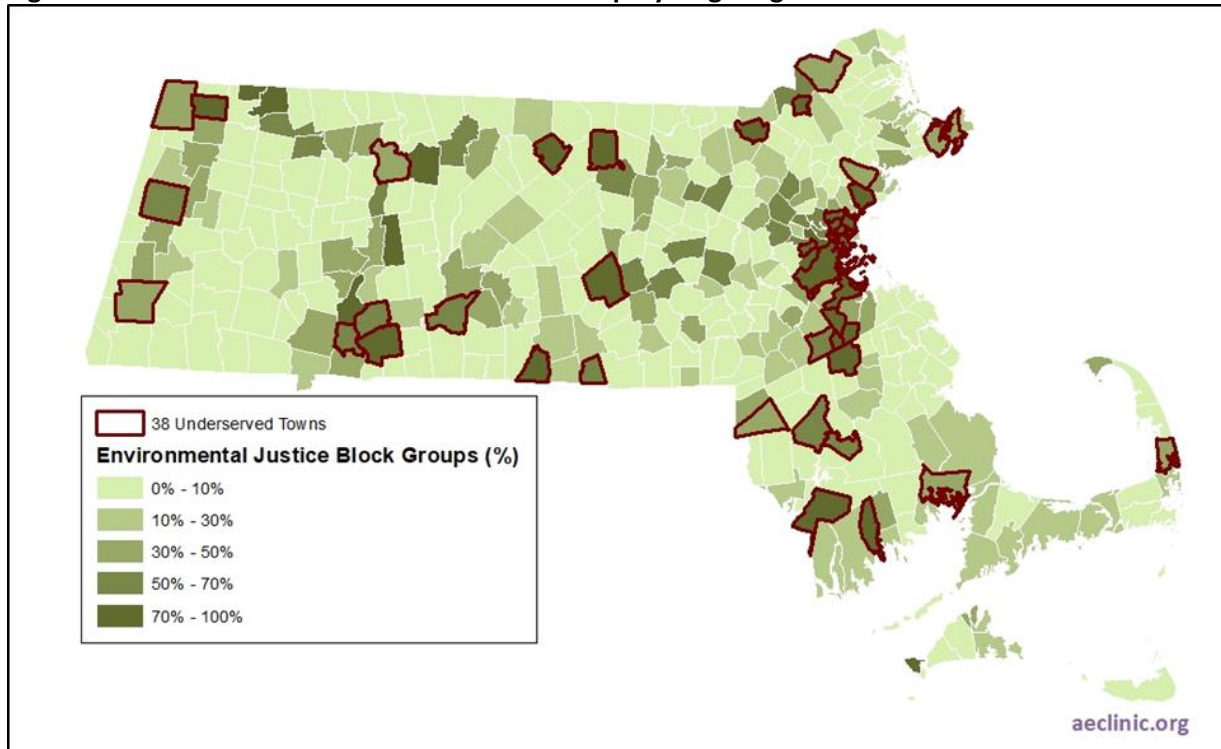 38 Underserved Towns
Environmental Justice Block Groups (%)
0% - 10%
10% - 30%
30% - 50%
50% - 70%
70% - 100%
aeclinic.org